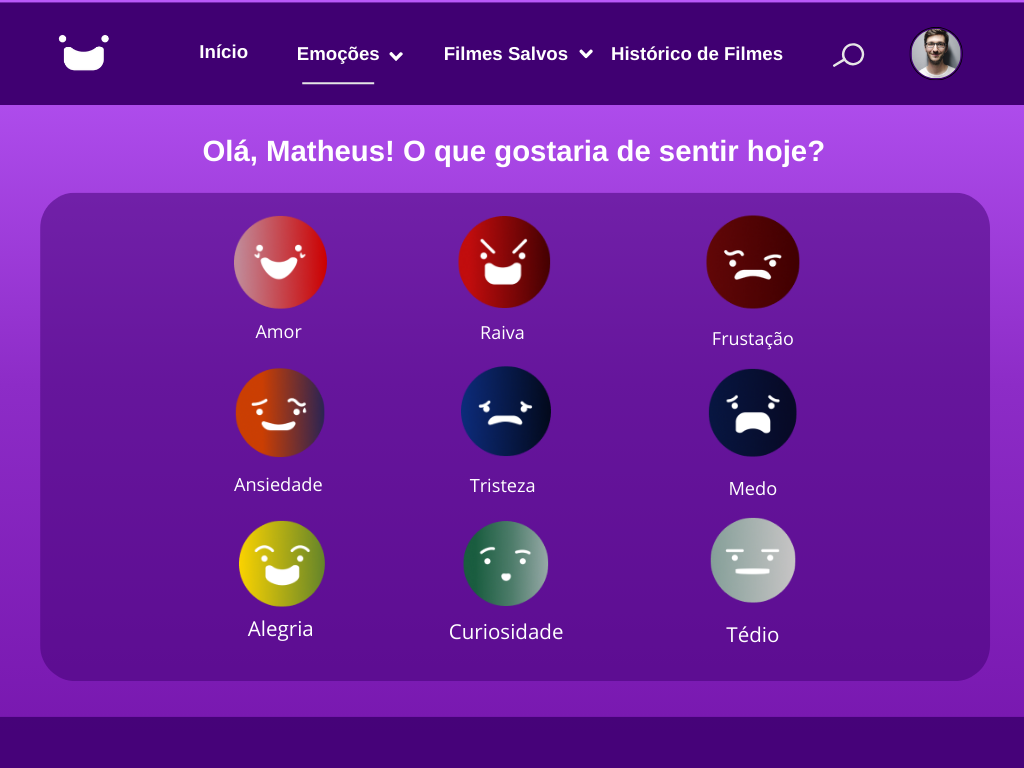 Início
Emoções
Filmes Salvos
Histórico de Filmes
Olá, Matheus! O que gostaria de sentir hoje?
Amor
Raiva
Frustação
Ansiedade
Tristeza
Medo
Alegria
Curiosidade
Tédio